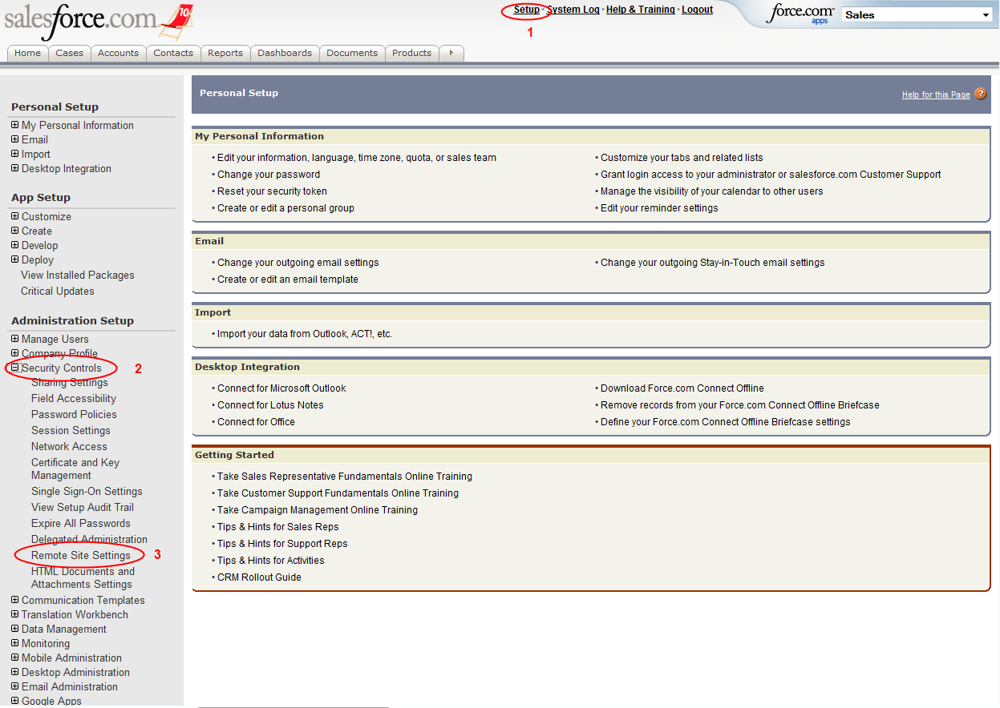 salesforce.com
10
Setup · System Log · Help & Training · Logout
1
force.com
apps
Sales
Home
Cases
Accounts
Contacts
Reports
Dashboards
Documents
Products
Personal Setup
My Personal Information
Email
Import
Desktop Integration
App Setup
Customize
Create
Develop
Deploy
View Installed Packages
Critical Updates
Administration Setup
Manage Users
Company Profile
Security Controls
2
Sharing Settings
Field Accessibility
Password Policies
Session Settings
Network Access
Certificate and Key
Management
Single Sign-On Settings
View Setup Audit Trail
Expire All Passwords
Delegated Administration
Remote Site Settings
3
HTML Documents and
Attachments Settings
Communication Templates
Translation Workbench
Data Management
Monitoring
Mobile Administration
Desktop Administration
Email Administration
Google Apps
Personal Setup
Help for this Page ?
My Personal Information
• Edit your information, language, time zone, quota, or sales team
• Change your password
• Reset your security token
• Create or edit a personal group
• Customize your tabs and related lists
• Grant login access to your administrator or salesforce.com Customer Support
• Manage the visibility of your calendar to other users
• Edit your reminder settings
Email
• Change your outgoing email settings
• Create or edit an email template
• Change your outgoing Stay-in-Touch email settings
Import
• Import your data from Outlook, ACT!, etc.
Desktop Integration
• Connect for Microsoft Outlook
• Connect for Lotus Notes
• Connect for Office
• Download Force.com Connect Offline
• Remove records from your Force.com Connect Offline Briefcase
• Define your Force.com Connect Offline Briefcase settings
Getting Started
• Take Sales Representative Fundamentals Online Training
• Take Customer Support Fundamentals Online Training
• Take Campaign Management Online Training
• Tips & Hints for Sales Reps
• Tips & Hints for Support Reps
• Tips & Hints for Activities
• CRM Rollout Guide